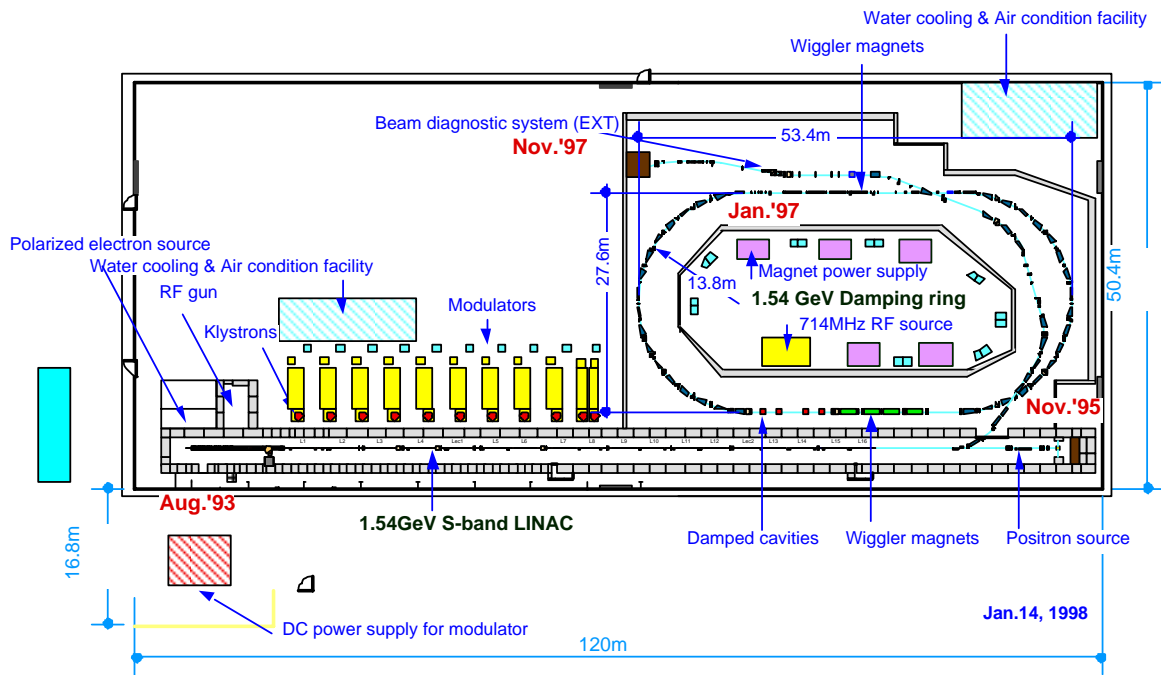 Water cooling & Air condition facility
Wiggler magnets
Beam diagnostic system (EXT)
53.4m
Nov.'97
Jan.'97
Polarized electron source
Water cooling & Air condition facility
RF gun
27.6m
Magnet power supply
13.8m
1.54 GeV Damping ring
50.4m
Modulators
714MHz RF source
Klystrons
Nov.'95
L1
L2
L3
L4
Lec1
L5
L6
L7
L8
L9
L10
L11
L12
Lec2
L13
L14
L15
L16
Aug.'93
1.54GeV S-band LINAC
Damped cavities
Wiggler magnets
Positron source
16.8m
Jan.14, 1998
DC power supply for modulator
120m